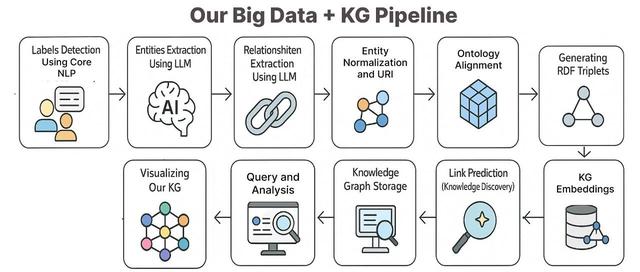 Our Big Data + KG Pipeline
Labels Detection
Using Core
NLP
Entities Extraction
Using LLM
AI
Relationshiten
Extraction
Using LLM
Entity
Normalization
and URI
Ontology
Alignment
Generating
RDF Triplets
KG
Embeddings
Link Prediction
(Knowledge Discovery)
Knowledge
Graph Storage
Query and
Analysis
Visualizing
Our KG